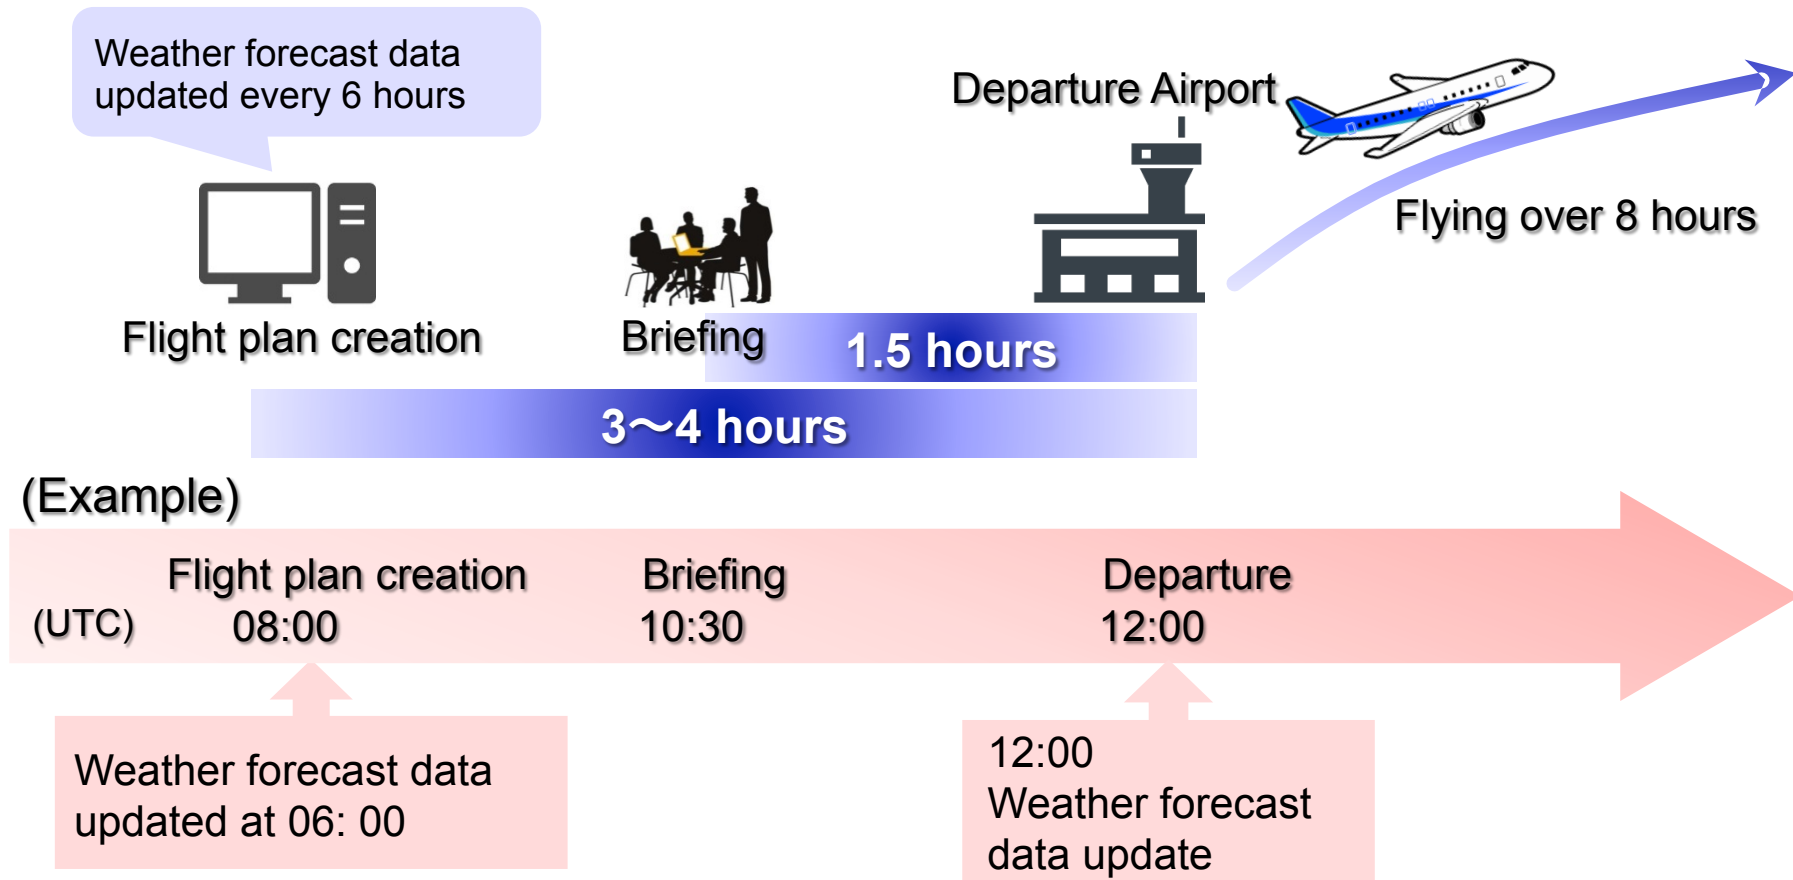 Weather forecast data
updated every 6 hours
Departure Airport
Flying over 8 hours
Flight plan creation
Briefing
1.5 hours
3〜4 hours
(Example)
Flight plan creation
Briefing
Departure
(UTC)
08:00
10:30
12:00
Weather forecast data
updated at 06: 00
12:00
Weather forecast
data update